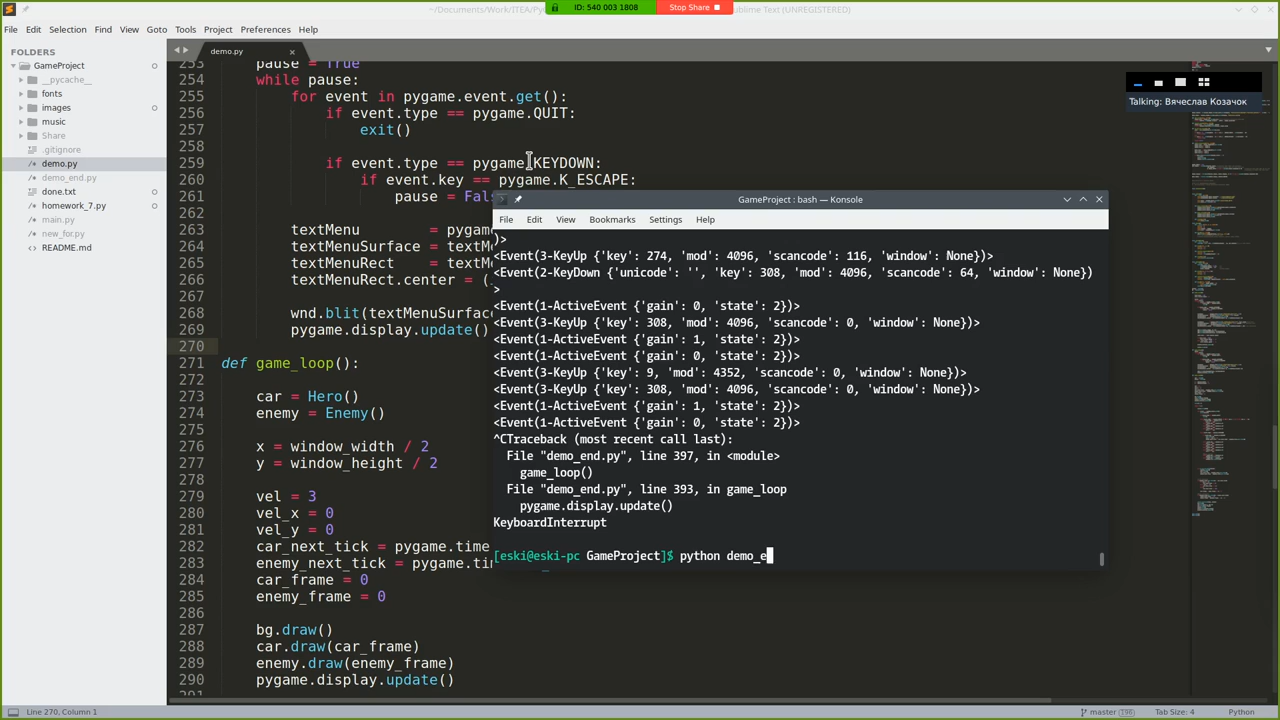 ~/Documents/Work/ITEA/Py
ID: 540 003 1808
Stop Share
ublime Text (UNREGISTERED)
File Edit Selection Find View Goto Tools Project Preferences Help
FOLDERS
GameProject
__pycache__
fonts
images
music
Share
.gitignore
demo.py
demo_end.py
done.txt
homework_7.py
main.py
new_for.py
README.md
demo.py
Talking: Вячеслав Козачок
253 pause = True
254 while pause:
255 for event in pygame.event.get():
256 if event.type == pygame.QUIT:
257 exit()
258
259 if event.type == pygame.KEYDOWN:
260 if event.key == pygame.K_ESCAPE:
261 pause = Fal
262
263 textMenu = pygam
264 textMenuSurface = textM
265 textMenuRect = textM
266 textMenuRect.center = (
267
268 wnd.blit(textMenuSurfac
269 pygame.display.update()
270
271 def game_loop():
272
273 car = Hero()
274 enemy = Enemy()
275
276 x = window_width / 2
277 y = window_height / 2
278
279 vel = 3
280 vel_x = 0
281 vel_y = 0
282 car_next_tick = pygame.time
283 enemy_next_tick = pygame.tim
284 car_frame = 0
285 enemy_frame = 0
286
287 bg.draw()
288 car.draw(car_frame)
289 enemy.draw(enemy_frame)
290 pygame.display.update()
291
GameProject : bash — Konsole
File Edit View Bookmarks Settings Help
)>
<Event(3-KeyUp {'key': 277, 'mod': 4096, 'scancode': 116, 'window': None})>
<Event(2-KeyDown {'unicode': '', 'key': 308, 'mod': 4096, 'scancode': 64, 'window': None})
>
<Event(1-ActiveEvent {'gain': 0, 'state': 2})>
<Event(3-KeyUp {'key': 308, 'mod': 4096, 'scancode': 0, 'window': None})>
<Event(1-ActiveEvent {'gain': 1, 'state': 2})>
<Event(1-ActiveEvent {'gain': 0, 'state': 2})>
<Event(3-KeyUp {'key': 9, 'mod': 4352, 'scancode': 0, 'window': None})>
<Event(3-KeyUp {'key': 308, 'mod': 4096, 'scancode': 0, 'window': None})>
<Event(1-ActiveEvent {'gain': 1, 'state': 2})>
<Event(1-ActiveEvent {'gain': 0, 'state': 2})>
^CTraceback (most recent call last):
File "demo_end.py", line 397, in <module>
game_loop()
File "demo_end.py", line 393, in game_loop
pygame.display.update()
KeyboardInterrupt
[eski@eski-pc GameProject]$ python demo_e
Line 270, Column 1
master
Tab Size: 4
Python